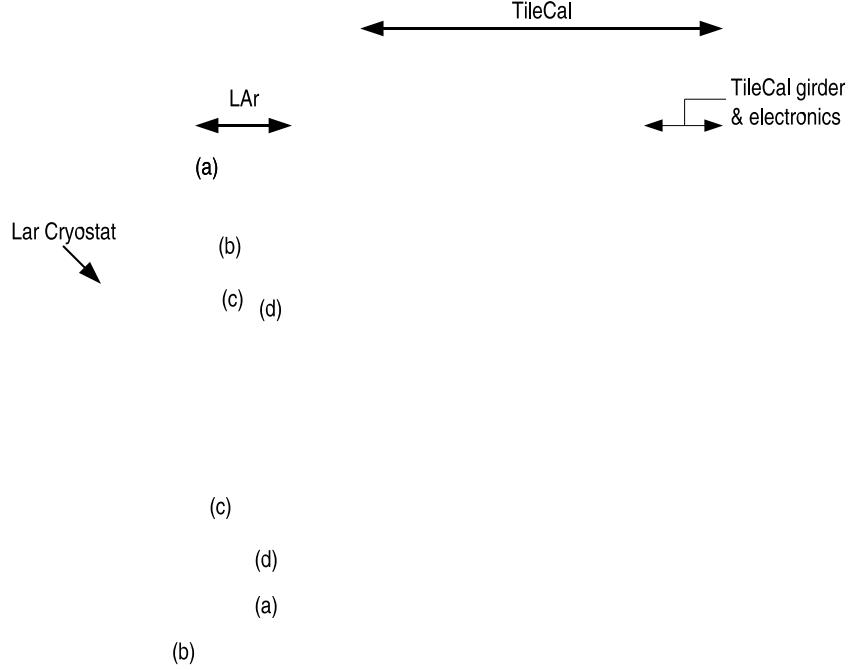 TileCal
LAr
TileCal girder
& electronics
(a)
Lar Cryostat
(b)
(c)
(d)
(c)
(d)
(a)
(b)